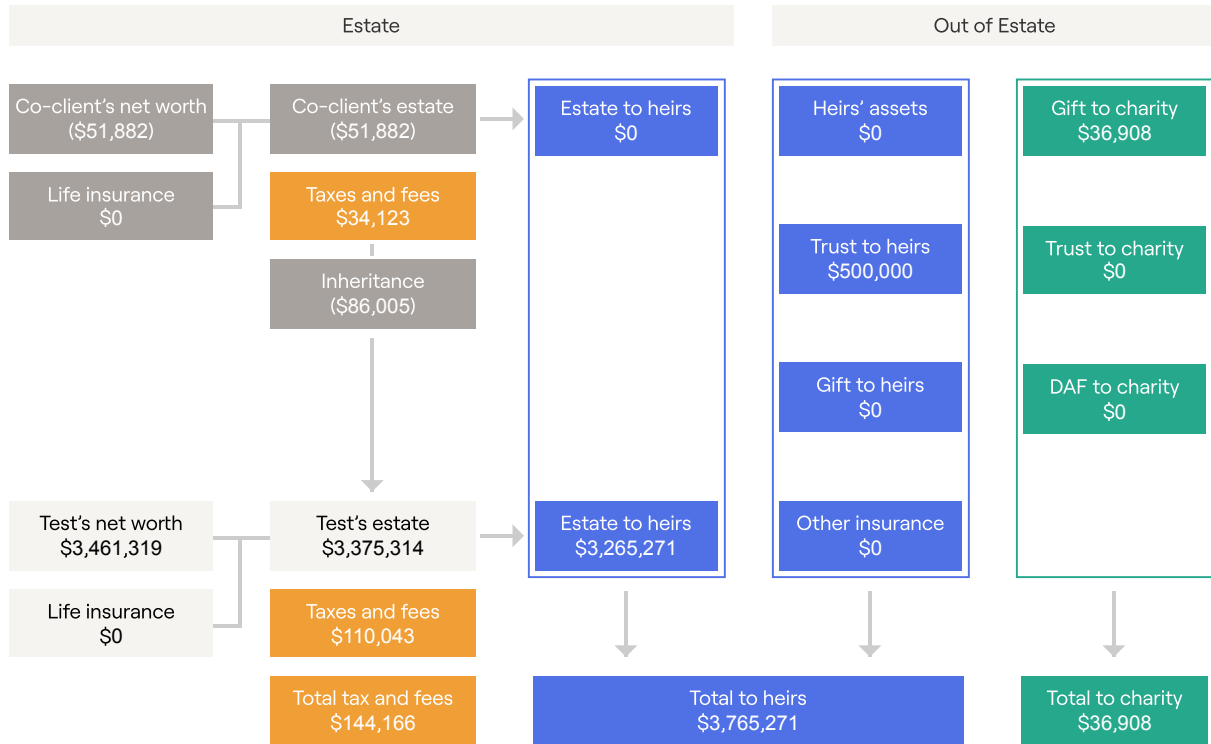 Estate
Out of Estate
Co-client's net worth
($51,882)
Co-client's estate
($51,882)
Estate to heirs
$0
Heirs' assets
$0
Gift to charity
$36,908
Life insurance
$0
Taxes and fees
$34,123
Trust to heirs
$500,000
Trust to charity
$0
Inheritance
($86,005)
Gift to heirs
$0
DAF to charity
$0
Test's net worth
$3,461,319
Test's estate
$3,375,314
Estate to heirs
$3,265,271
Other insurance
$0
Life insurance
$0
Taxes and fees
$110,043
Total tax and fees
$144,166
Total to heirs
$3,765,271
Total to charity
$36,908